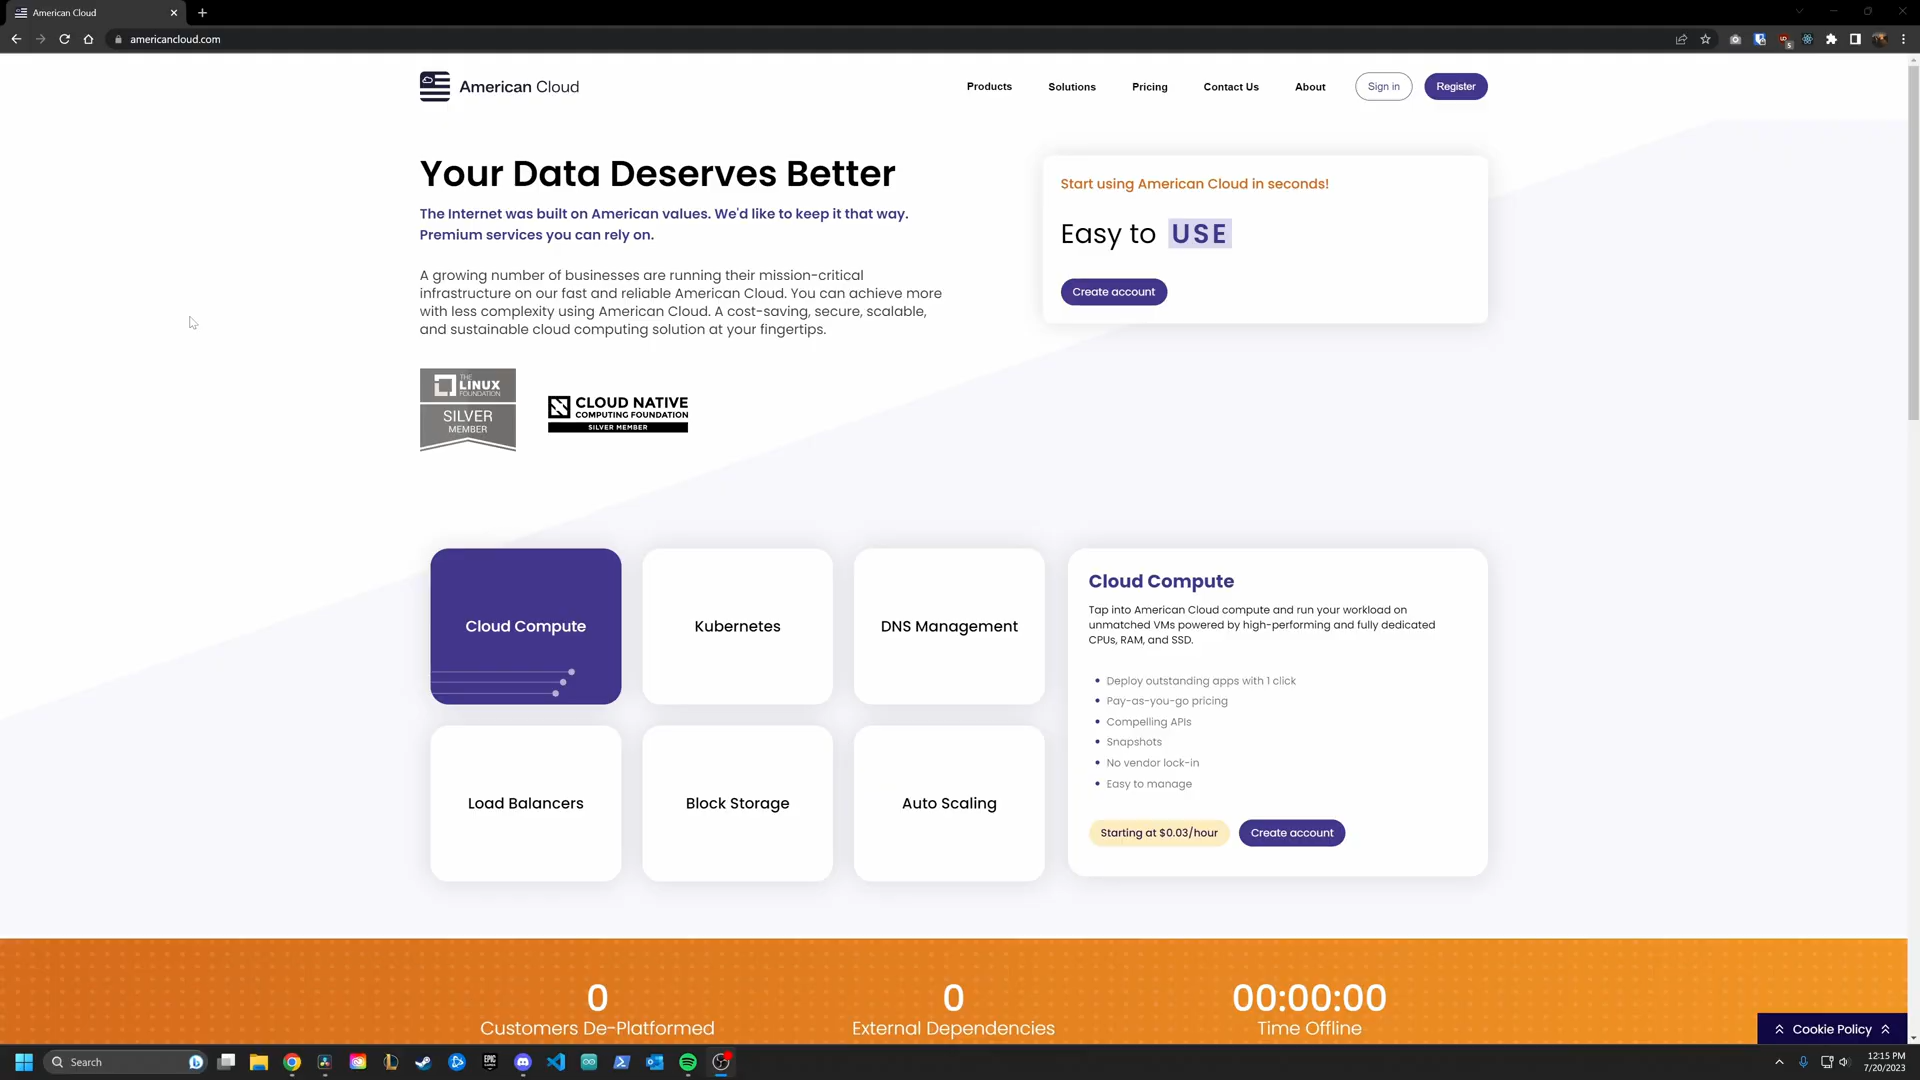 American Cloud
americancloud.com
American Cloud
Products
Solutions
Pricing
Contact Us
About
Sign in
Register
Your Data Deserves Better
The Internet was built on American values. We'd like to keep it that way.
Premium services you can rely on.
A growing number of businesses are running their mission-critical
infrastructure on our fast and reliable American Cloud. You can achieve more
with less complexity using American Cloud. A cost-saving, secure, scalable,
and sustainable cloud computing solution at your fingertips.
THE
LINUX
FOUNDATION
SILVER
MEMBER
CLOUD NATIVE
COMPUTING FOUNDATION
SILVER MEMBER
Start using American Cloud in seconds!
Easy to USE
Create account
Cloud Compute
Kubernetes
DNS Management
Load Balancers
Block Storage
Auto Scaling
Cloud Compute
Tap into American Cloud compute and run your workload on
unmatched VMs powered by high-performing and fully dedicated
CPUs, RAM, and SSD.
Deploy outstanding apps with 1 click
Pay-as-you-go pricing
Compelling APIs
Snapshots
No vendor lock-in
Easy to manage
Starting at $0.03/hour
Create account
0
Customers De-Platformed
0
External Dependencies
00:00:00
Time Offline
Cookie Policy
Search
EPIC
12:15 PM
7/20/2023